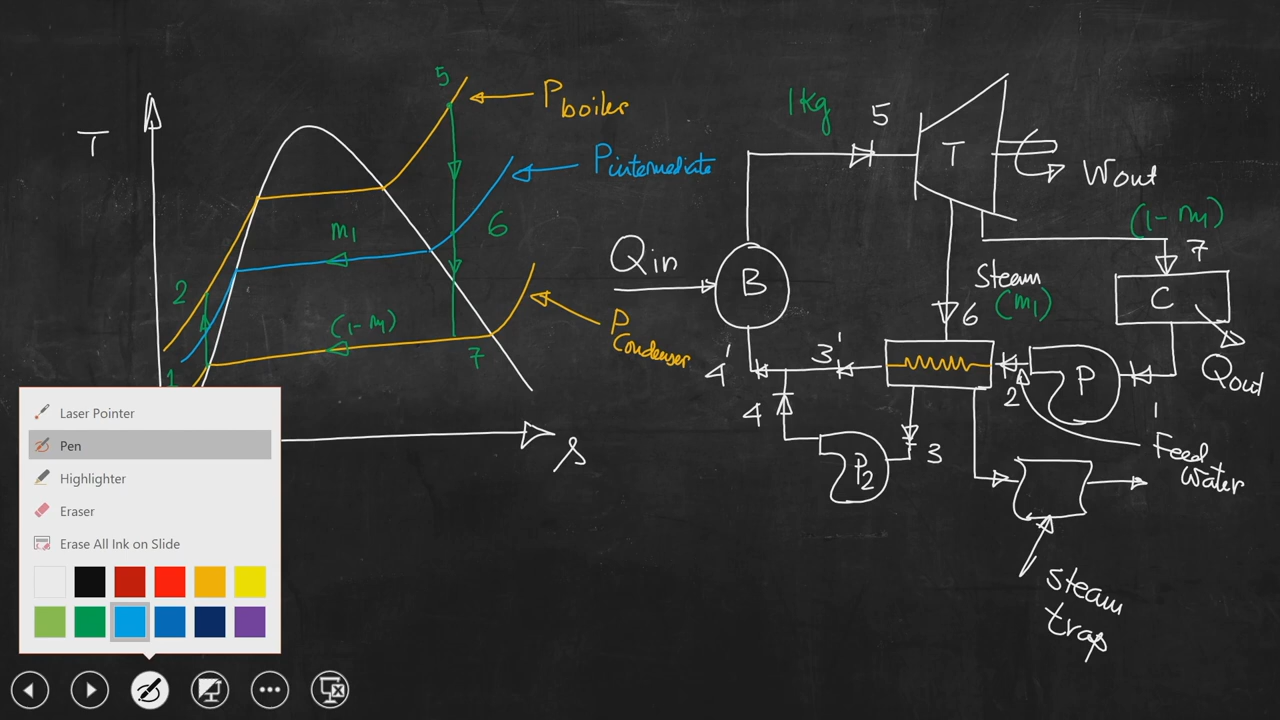 T
5
P boiler
P intermediate
6
m1
2
(1-m1)
7
P Condenser
1
s
1kg
5
T
Wout
(1-m1)
7
Qin
B
Steam
(m1)
6
C
Qout
4'
3'
2
P
1
4
3
P2
Feed
water
steam
trap
Laser Pointer
Pen
Highlighter
Eraser
Erase All Ink on Slide